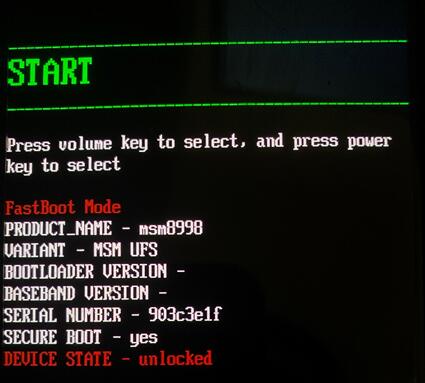 START
Press volume key to select, and press power
key to select
FastBoot Mode
PRODUCT_NAME - msm8998
VARIANT - MSM UFS
BOOTLOADER VERSION -
BASEBAND VERSION -
SERIAL NUMBER - 903c3e1f
SECURE BOOT - yes
DEVICE STATE - unlocked